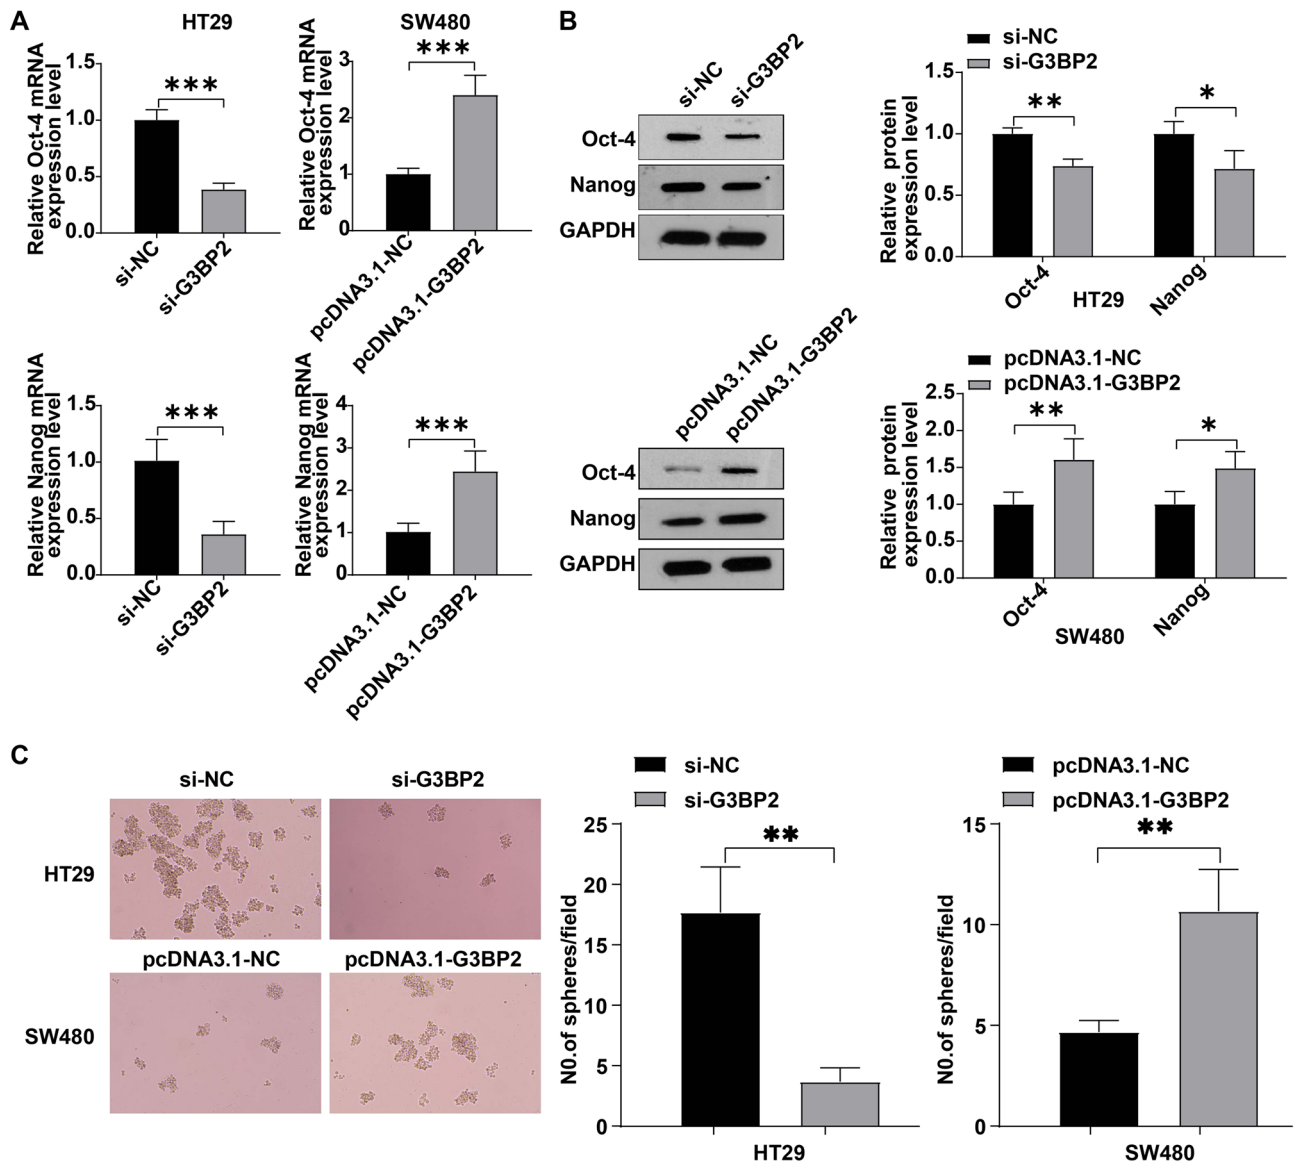 A
HT29
SW480
Relative Oct-4 mRNA
expression level
1.5
1.0
0.5
0.0
***
si-NC
si-G3BP2
Relative Oct-4 mRNA
expression level
3
2
1
0
***
pcDNA3.1-NC
pcDNA3.1-G3BP2
Relative Nanog mRNA
expression level
1.5
1.0
0.5
0.0
***
si-NC
si-G3BP2
Relative Nanog mRNA
expression level
4
3
2
1
0
***
pcDNA3.1-NC
pcDNA3.1-G3BP2
B
si-NC
si-G3BP2
Oct-4
Nanog
GAPDH
si-NC
si-G3BP2
Relative protein
expression level
1.5
1.0
0.5
0.0
**
*
Oct-4
Nanog
HT29
pcDNA3.1-NC
pcDNA3.1-G3BP2
Oct-4
Nanog
GAPDH
pcDNA3.1-NC
pcDNA3.1-G3BP2
Relative protein
expression level
2.5
2.0
1.5
1.0
0.5
0.0
**
*
Oct-4
Nanog
SW480
C
si-NC
si-G3BP2
HT29
pcDNA3.1-NC
pcDNA3.1-G3BP2
SW480
si-NC
si-G3BP2
N0.of spheres/field
25
20
15
10
5
0
**
HT29
pcDNA3.1-NC
pcDNA3.1-G3BP2
N0.of spheres/field
15
10
5
0
**
SW480